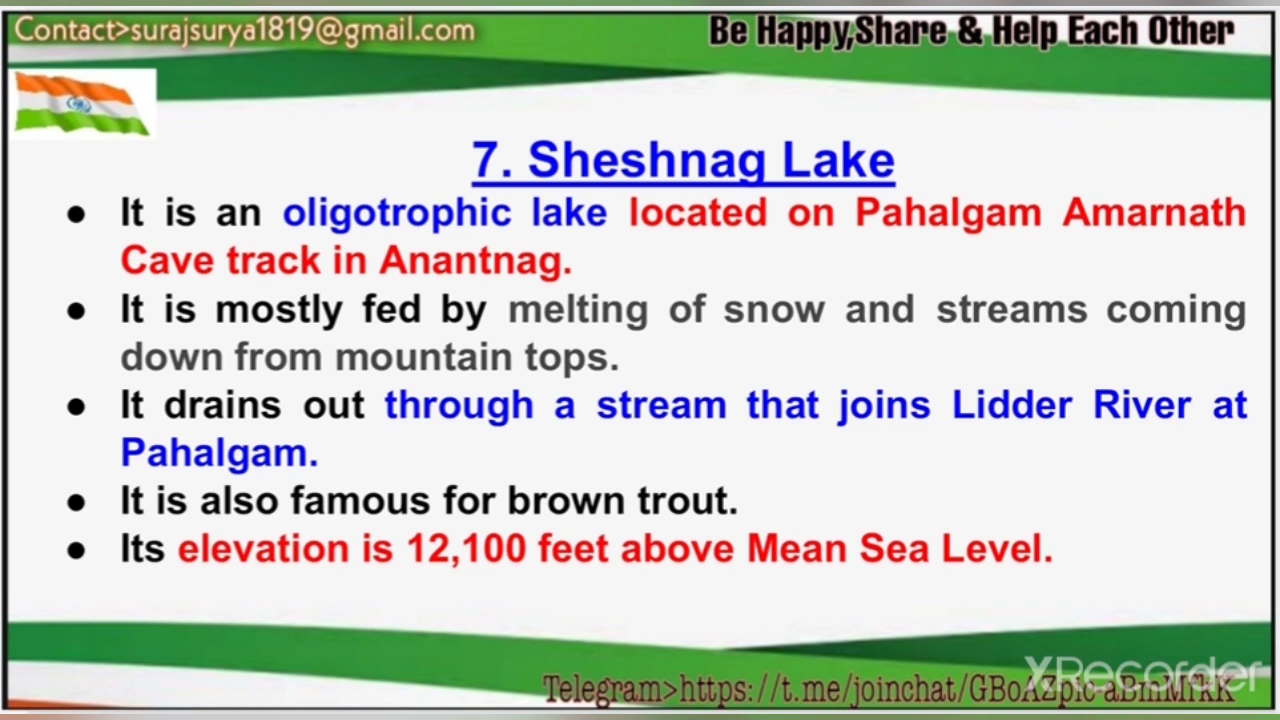 Contact>surajsurya1819@gmail.com
Be Happy,Share & Help Each Other
7. Sheshnag Lake
● It is an oligotrophic lake located on Pahalgam Amarnath
Cave track in Anantnag.
● It is mostly fed by melting of snow and streams coming
down from mountain tops.
● It drains out through a stream that joins Lidder River at
Pahalgam.
● It is also famous for brown trout.
● Its elevation is 12,100 feet above Mean Sea Level.
XRecorder
Telegram>